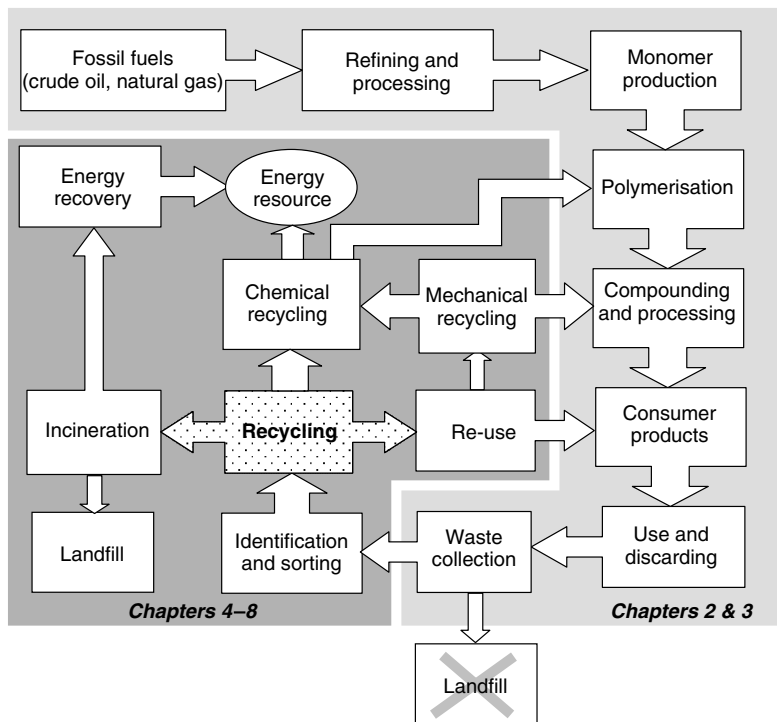 Fossil fuels
(crude oil, natural gas)
Refining and
processing
Monomer
production
Energy
recovery
Energy
resource
Polymerisation
Chemical
recycling
Mechanical
recycling
Compounding
and processing
Incineration
Recycling
Re-use
Consumer
products
Landfill
Identification
and sorting
Waste
collection
Use and
discarding
Chapters 4–8
Chapters 2 & 3
Landfill